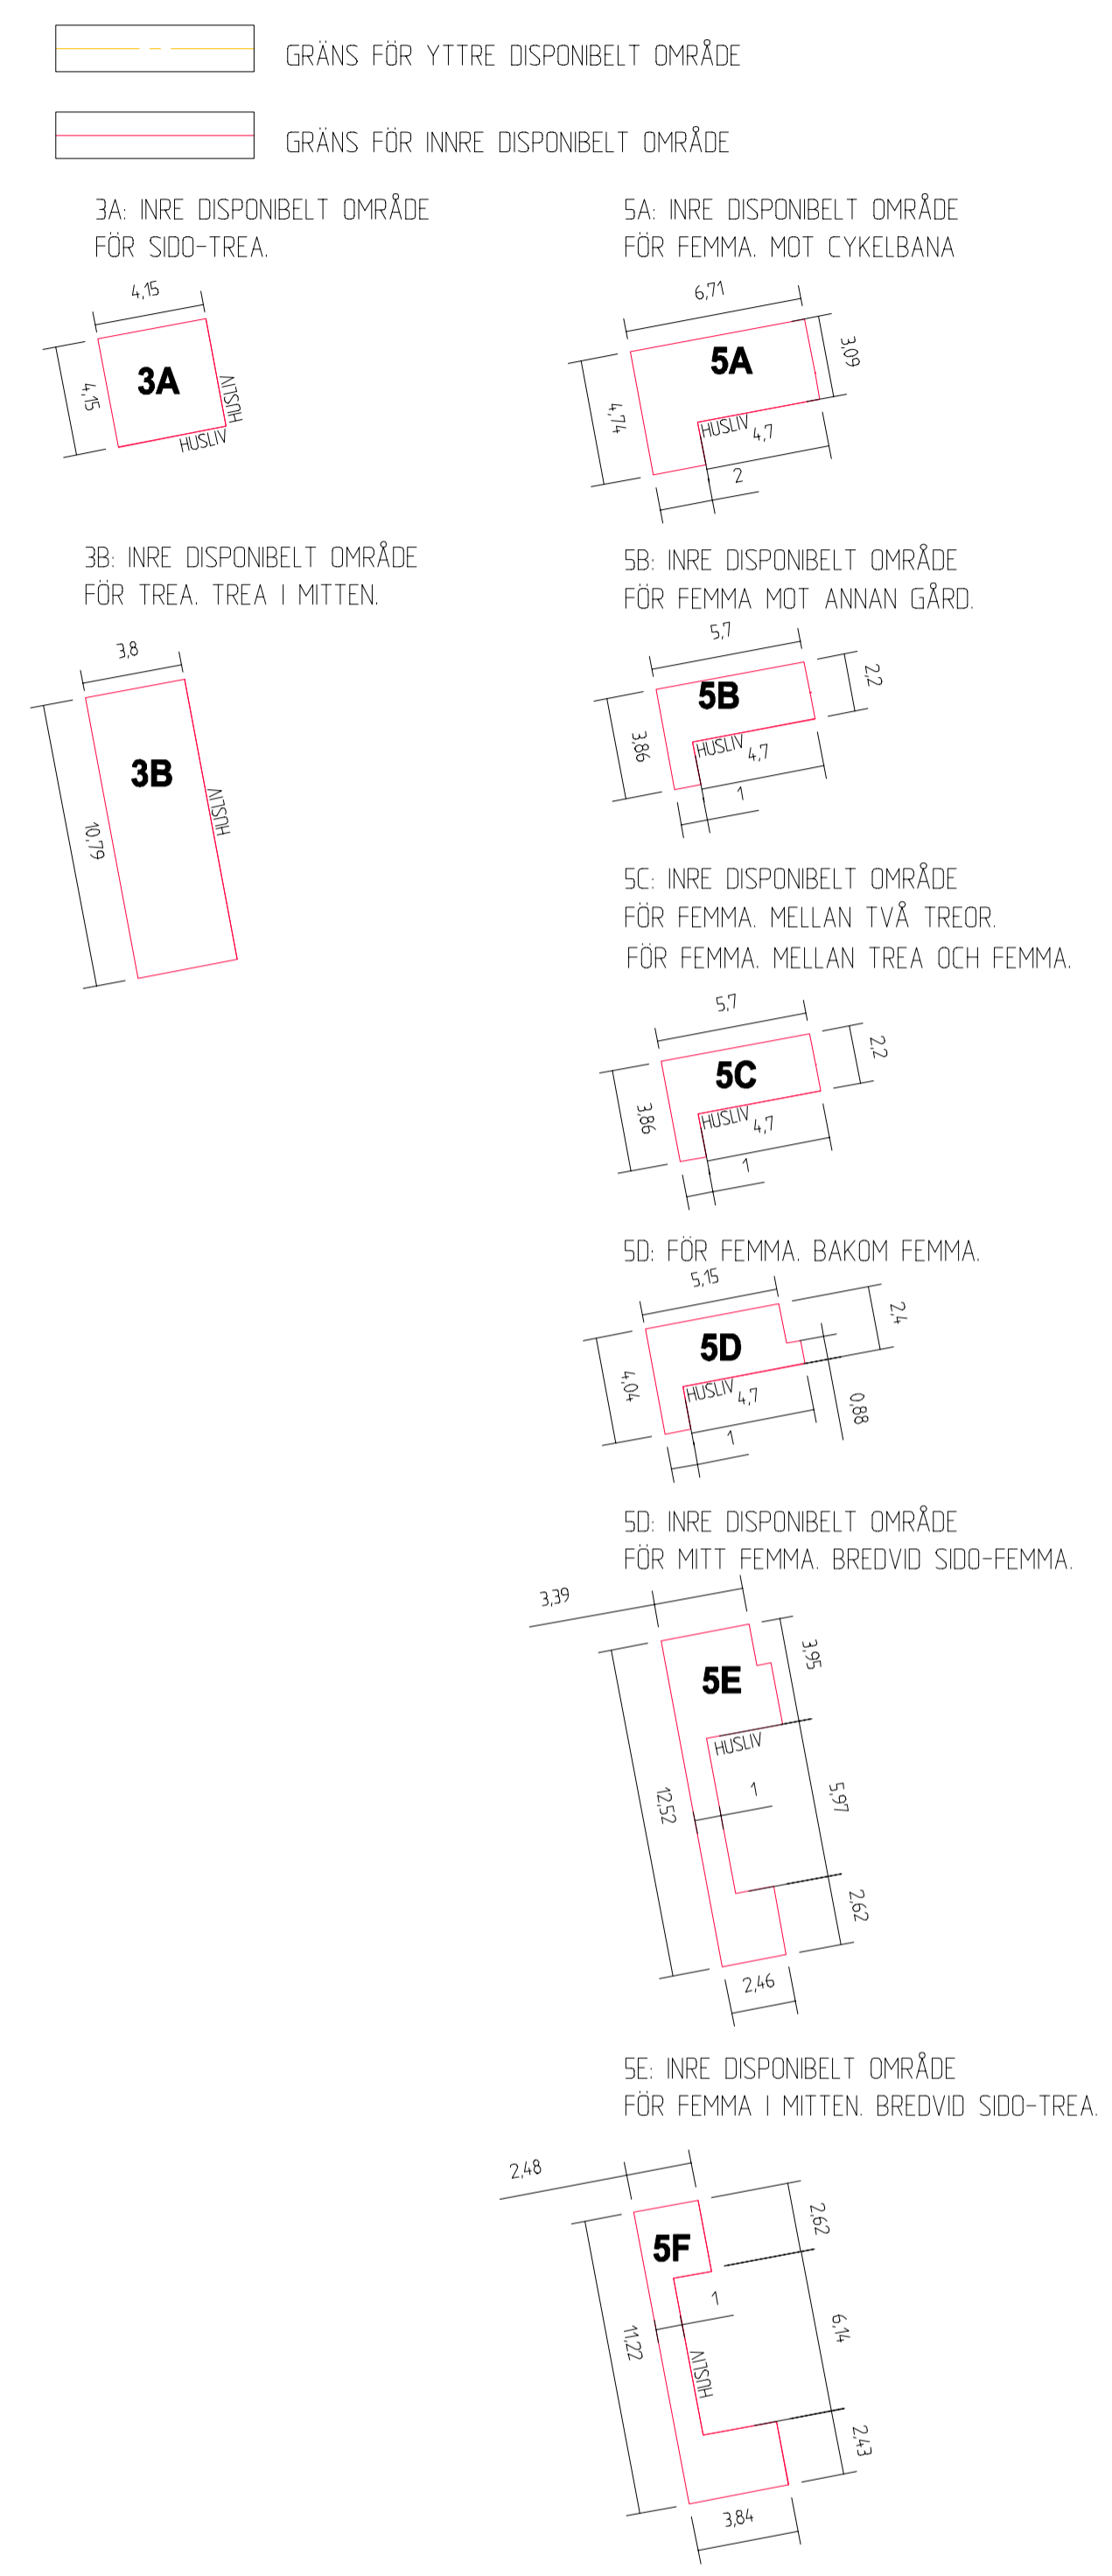 GRÄNS FÖR YTTRE DISPONIBELT OMRÅDE
GRÄNS FÖR INNRE DISPONIBELT OMRÅDE
3A: INRE DISPONIBELT OMRÅDE
FÖR SIDO-TREA.
4,15
4,15
3A
HUSLIV
HUSLIV
3B: INRE DISPONIBELT OMRÅDE
FÖR TREA. TREA I MITTEN.
3,8
3B
10,79
HUSLIV
5A: INRE DISPONIBELT OMRÅDE
FÖR FEMMA. MOT CYKELBANA
6,71
5A
3,09
4,74
HUSLIV
4,7
2
5B: INRE DISPONIBELT OMRÅDE
FÖR FEMMA MOT ANNAN GÅRD.
5,7
5B
2,2
3,86
HUSLIV
4,7
1
5C: INRE DISPONIBELT OMRÅDE
FÖR FEMMA. MELLAN TVÅ TREOR.
FÖR FEMMA. MELLAN TREA OCH FEMMA.
5,7
5C
2,2
3,86
HUSLIV
4,7
1
5D: FÖR FEMMA. BAKOM FEMMA.
5,15
5D
2,4
4,04
HUSLIV
4,7
0,88
1
5D: INRE DISPONIBELT OMRÅDE
FÖR MITT FEMMA. BREDVID SIDO-FEMMA.
3,39
5E
3,95
HUSLIV
12,52
1
5,97
2,62
2,46
5E: INRE DISPONIBELT OMRÅDE
FÖR FEMMA I MITTEN. BREDVID SIDO-TREA.
2,48
5F
2,62
1
11,22
6,14
HUSLIV
2,43
3,84